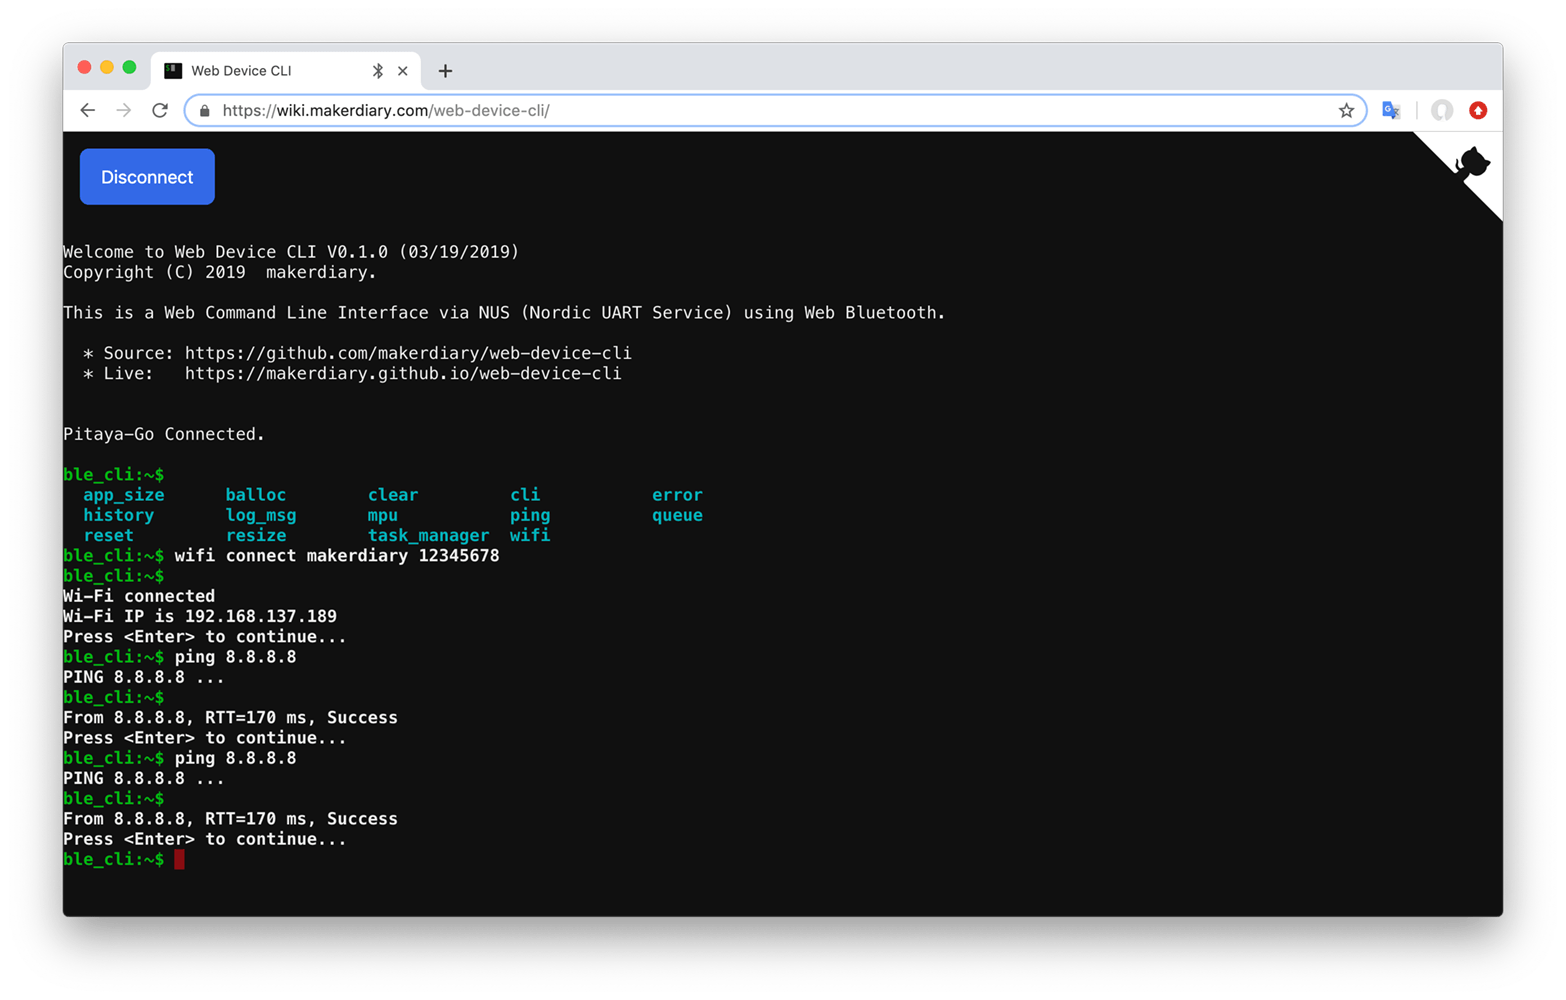 Web Device CLI
https://wiki.makerdiary.com/web-device-cli/
Disconnect
Welcome to Web Device CLI V0.1.0 (03/19/2019)
Copyright (C) 2019  makerdiary.
This is a Web Command Line Interface via NUS (Nordic UART Service) using Web Bluetooth.
* Source: https://github.com/makerdiary/web-device-cli
* Live:   https://makerdiary.github.io/web-device-cli
Pitaya-Go Connected.
ble_cli:~$
app_size      balloc        clear         cli           error
history       log_msg       mpu           ping          queue
reset         resize        task_manager  wifi
ble_cli:~$ wifi connect makerdiary 12345678
ble_cli:~$
Wi-Fi connected
Wi-Fi IP is 192.168.137.189
Press <Enter> to continue...
ble_cli:~$ ping 8.8.8.8
PING 8.8.8.8 ...
ble_cli:~$
From 8.8.8.8, RTT=170 ms, Success
Press <Enter> to continue...
ble_cli:~$ ping 8.8.8.8
PING 8.8.8.8 ...
ble_cli:~$
From 8.8.8.8, RTT=170 ms, Success
Press <Enter> to continue...
ble_cli:~$